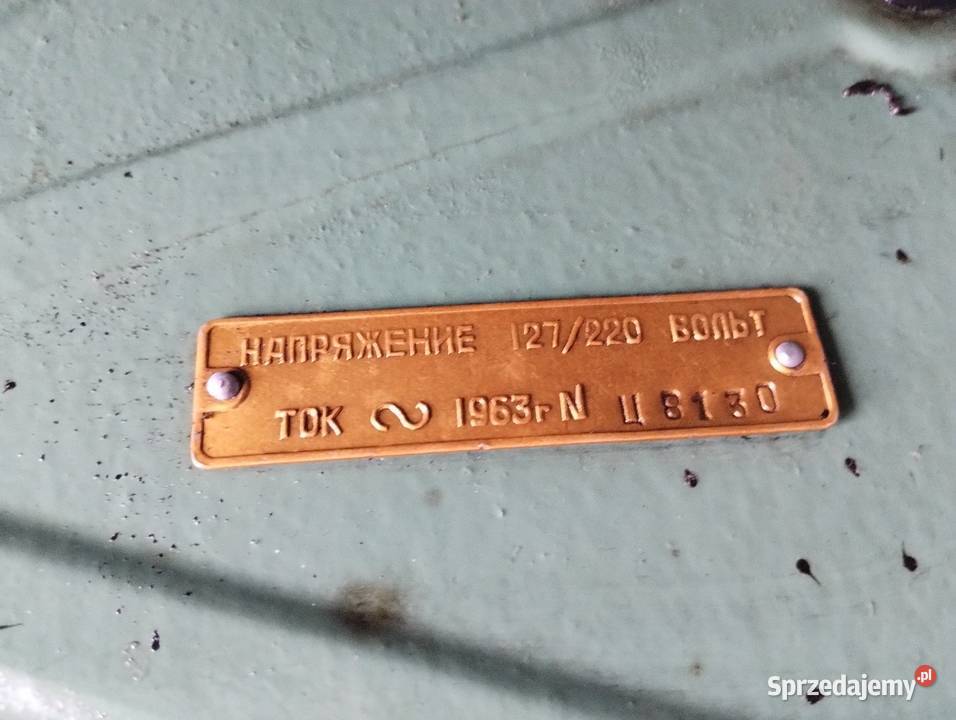 НАПРЯЖЕНИЕ 127/220 ВОЛЬТ
ТОК ~ 1963г N Ц 8130
Sprzedajemy.pl